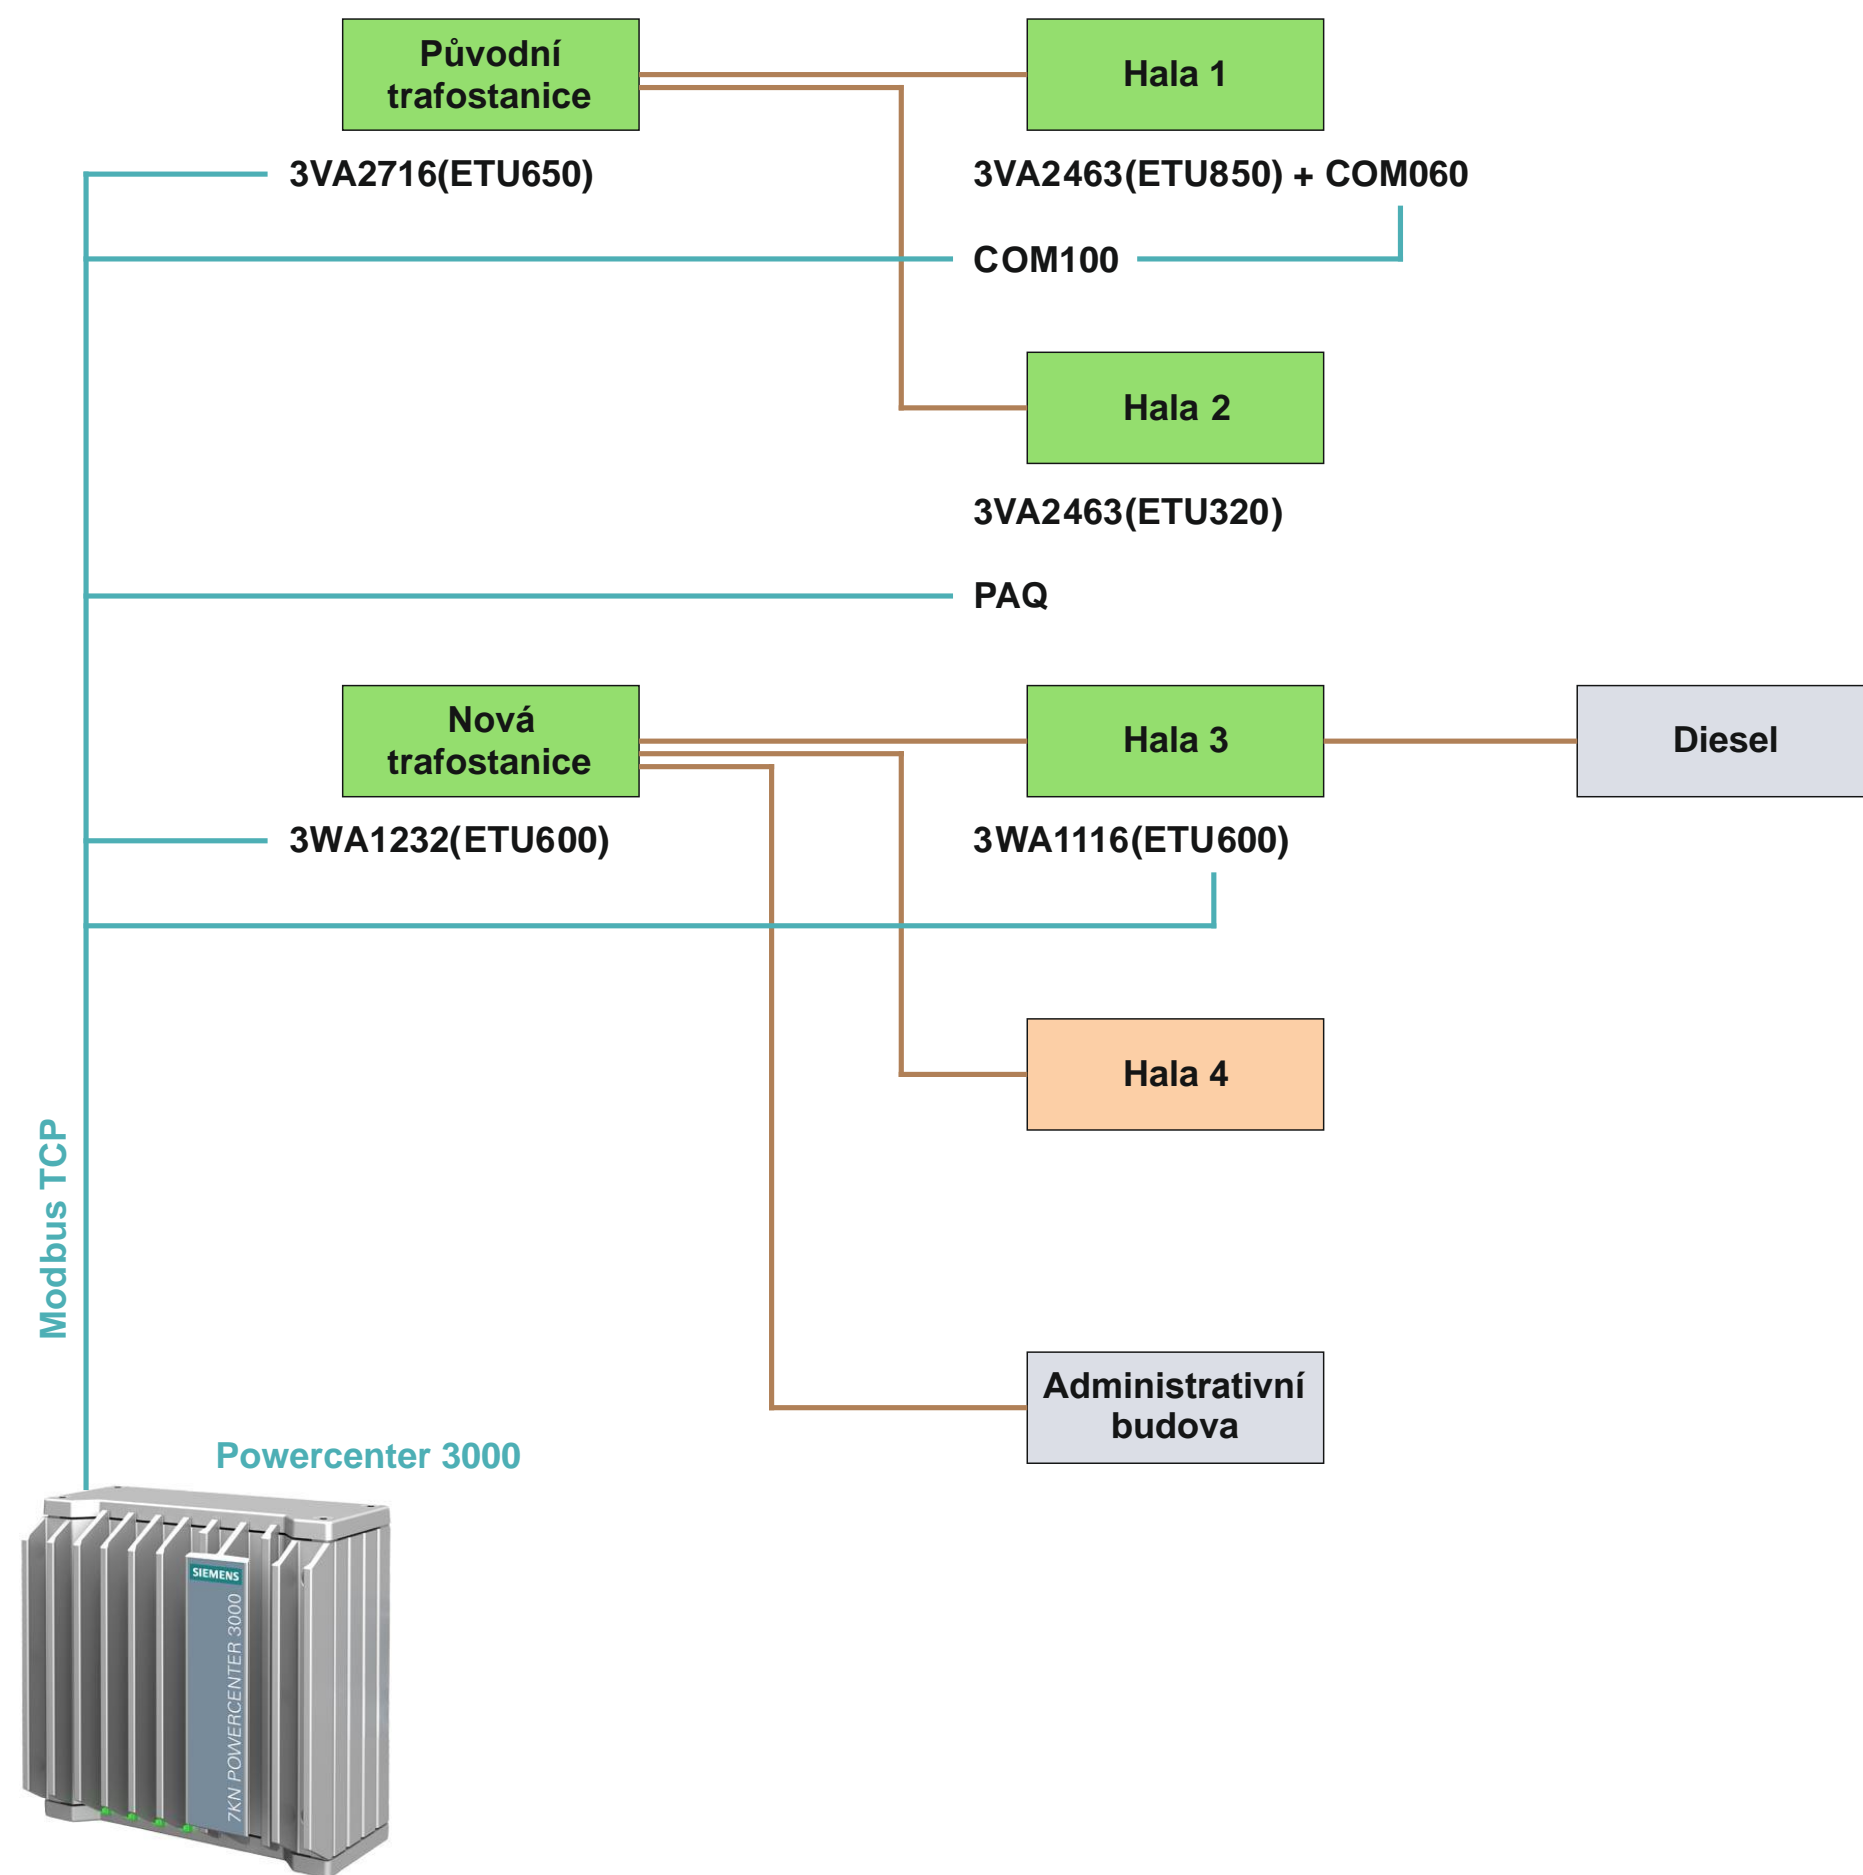 Původní
trafostanice
Hala 1
3VA2716(ETU650)
3VA2463(ETU850) + COM060
COM100
Hala 2
3VA2463(ETU320)
PAQ
Nová
trafostanice
Hala 3
Diesel
3WA1232(ETU600)
3WA1116(ETU600)
Hala 4
Modbus TCP
Administrativní
budova
Powercenter 3000
SIEMENS
7KN POWERCENTER 3000